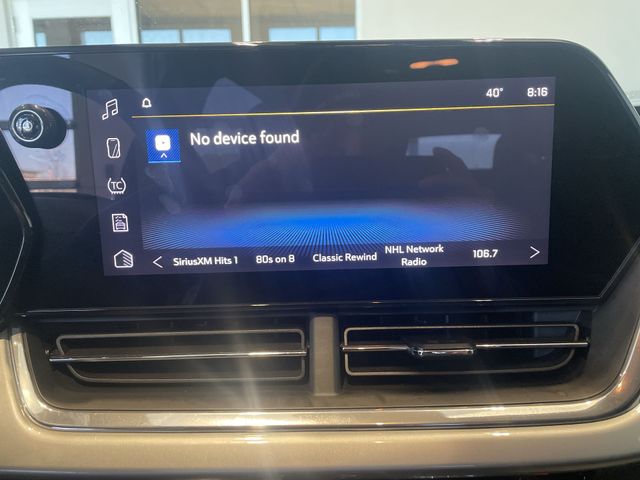 40° 8:16
No device found
TC
SiriusXM Hits 1 80s on 8 Classic Rewind NHL Network Radio 106.7